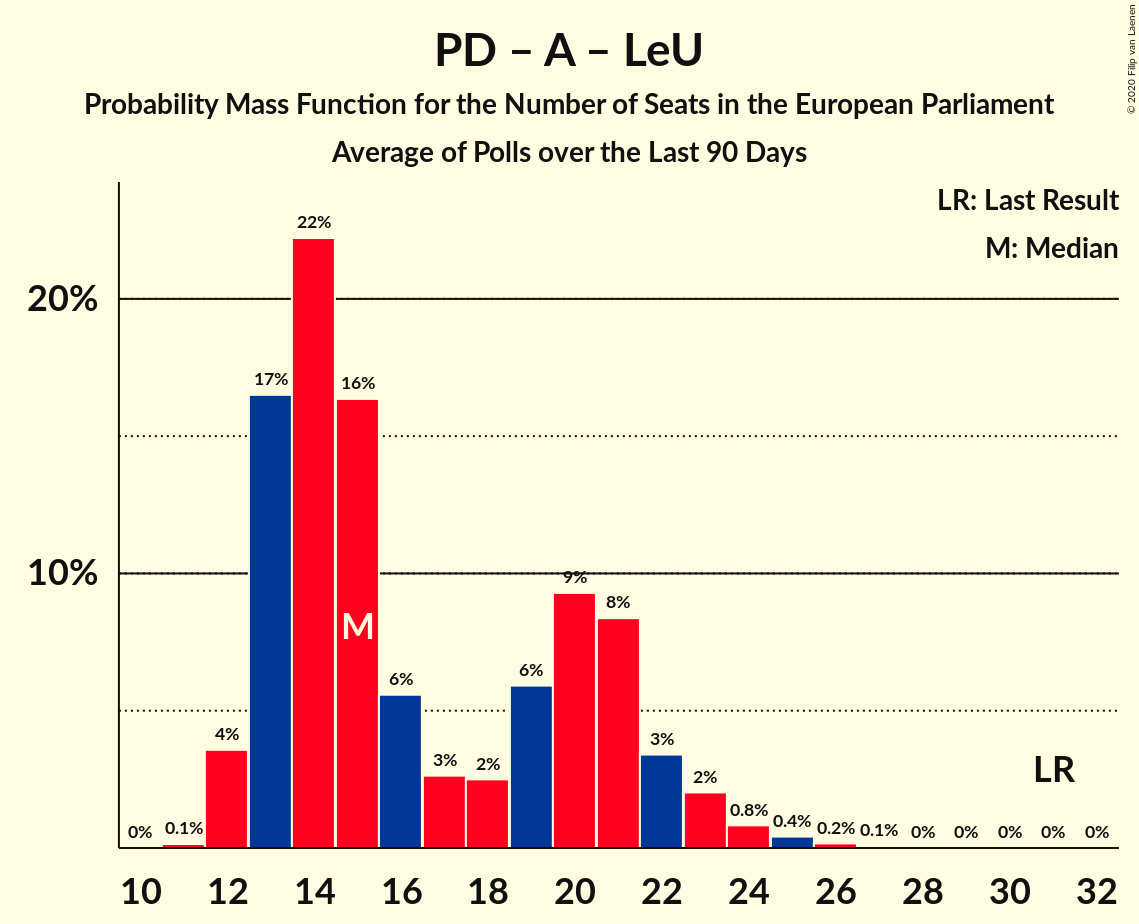 PD – A – LeU
Probability Mass Function for the Number of Seats in the European Parliament
Average of Polls over the Last 90 Days
© 2020 Filip van Laenen
LR: Last Result
M: Median
20%
10%
0%
0.1%
4%
17%
22%
16%
6%
3%
2%
6%
9%
8%
3%
2%
0.8%
0.4%
0.2%
0.1%
0%
0%
0%
0%
0%
M
LR
10 12 14 16 18 20 22 24 26 28 30 32